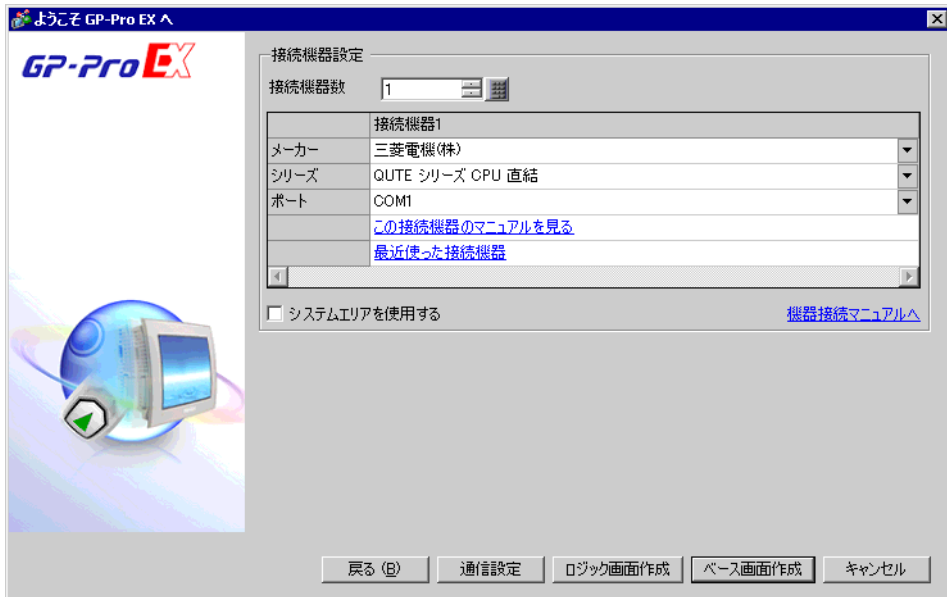 ようこそ GP-Pro EX へ
GP-Pro EX
接続機器設定
接続機器数 1
接続機器1
メーカー 三菱電機(株)
シリーズ QUTE シリーズ CPU 直結
ポート COM1
この接続機器のマニュアルを見る
最近使った接続機器
システムエリアを使用する 機器接続マニュアルへ
戻る (B) 通信設定 ロジック画面作成 ベース画面作成 キャンセル